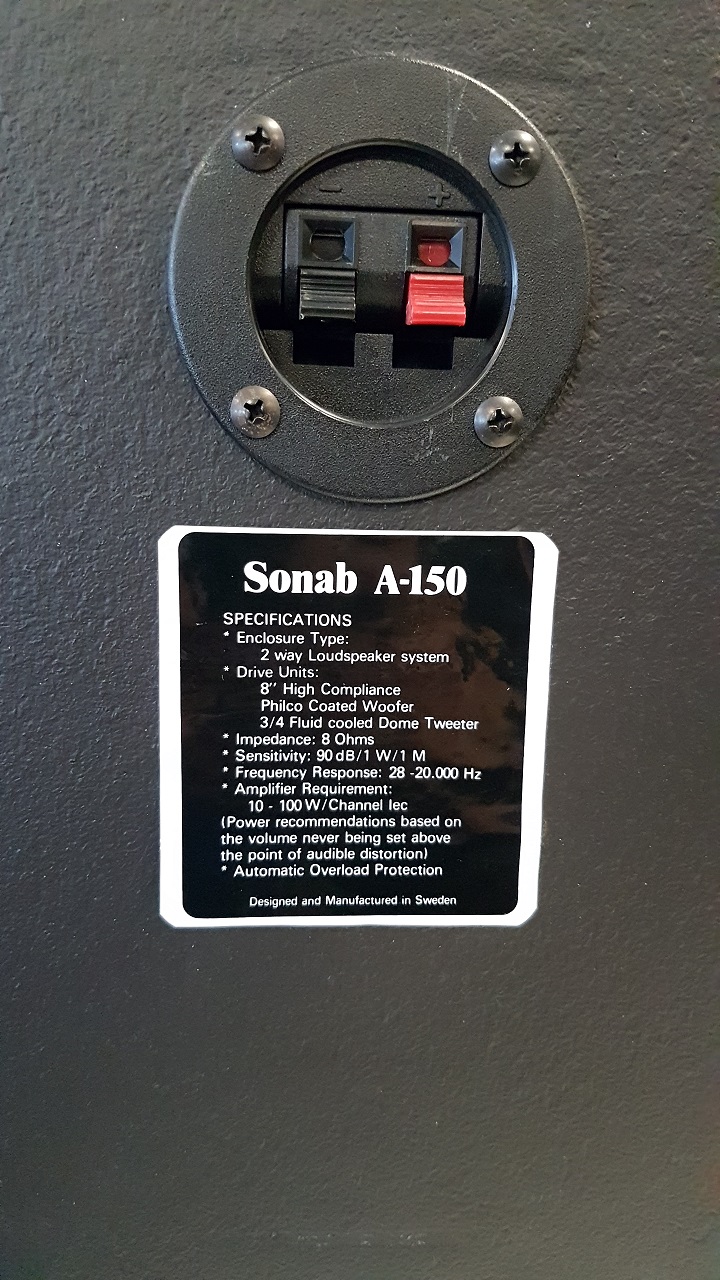 - +
Sonab A-150
SPECIFICATIONS
* Enclosure Type:
2 way Loudspeaker system
* Drive Units:
8" High Compliance
Philco Coated Woofer
3/4 Fluid cooled Dome Tweeter
* Impedance: 8 Ohms
* Sensitivity: 90 dB/1 W/1 M
* Frequency Response: 28 -20.000 Hz
* Amplifier Requirement:
10 - 100 W/Channel Iec
(Power recommendations based on
the volume never being set above
the point of audible distortion)
* Automatic Overload Protection
Designed and Manufactured in Sweden